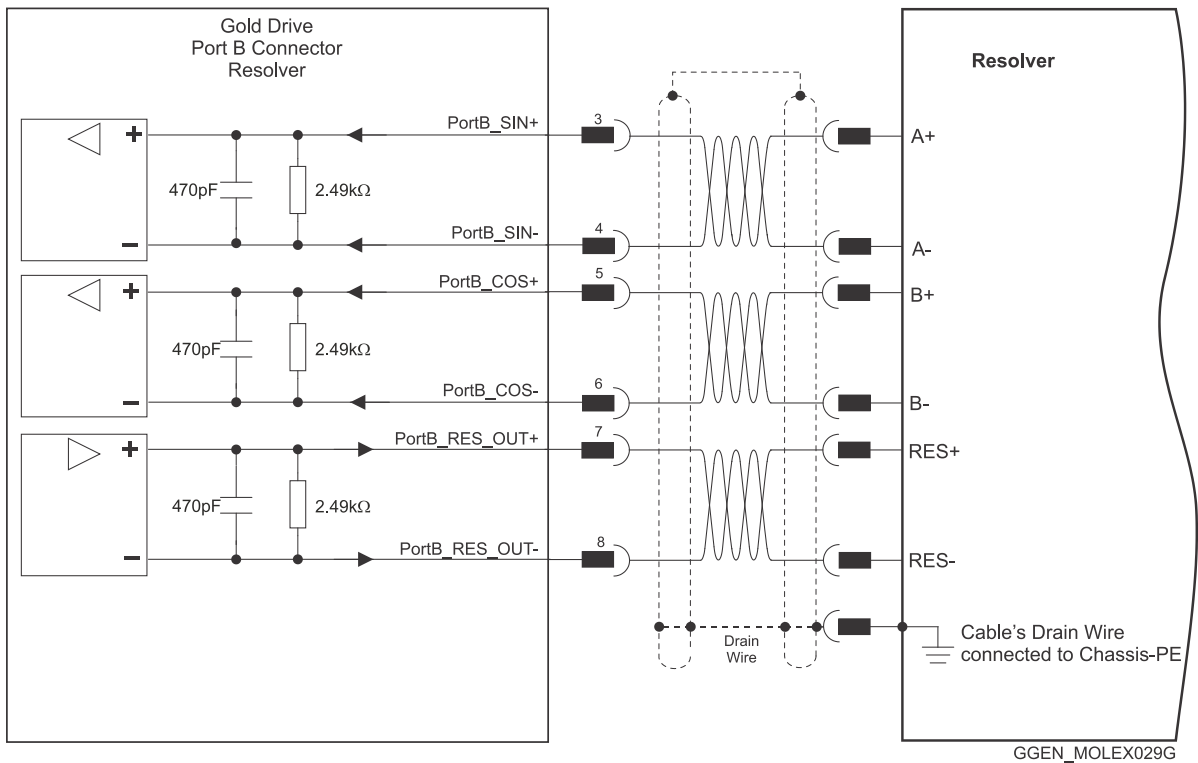 Gold Drive
Port B Connector
Resolver
Resolver
+
PortB_SIN+
3
A+
470pF
2.49kΩ
–
PortB_SIN-
4
A-
+
PortB_COS+
5
B+
470pF
2.49kΩ
–
PortB_COS-
6
B-
+
PortB_RES_OUT+
7
RES+
470pF
2.49kΩ
–
PortB_RES_OUT-
8
RES-
Drain
Wire
Cable's Drain Wire
connected to Chassis-PE
GGEN_MOLEX029G